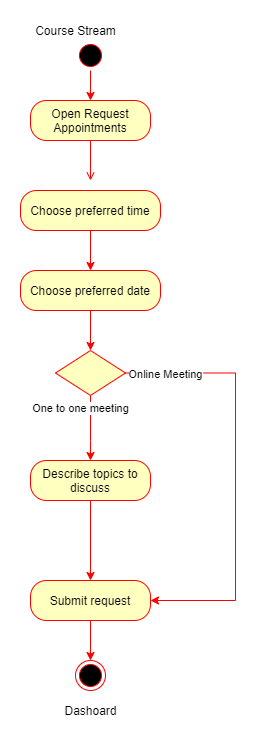 Course Stream
Open Request
Appointments
Choose preferred time
Choose preferred date
Online Meeting
One to one meeting
Describe topics to
discuss
Submit request
Dashoard